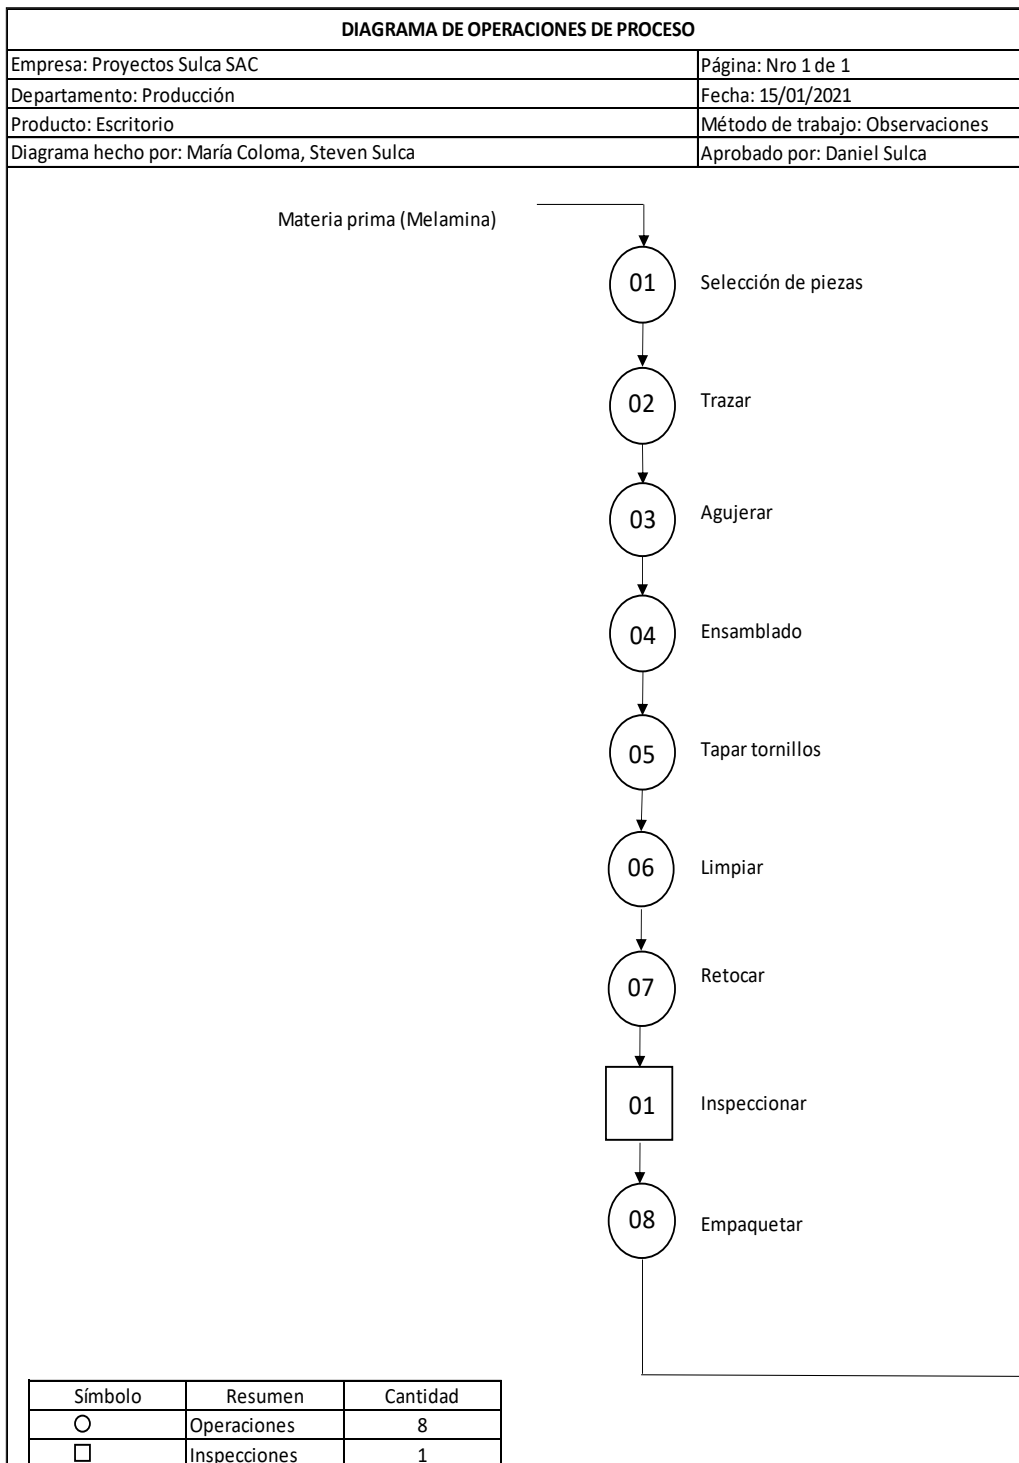 DIAGRAMA DE OPERACIONES DE PROCESO
Empresa: Proyectos Sulca SAC
Página: Nro 1 de 1
Departamento: Producción
Fecha: 15/01/2021
Producto: Escritorio
Método de trabajo: Observaciones
Diagrama hecho por: María Coloma, Steven Sulca
Aprobado por: Daniel Sulca
Materia prima (Melamina)
01 Selección de piezas
02 Trazar
03 Agujerar
04 Ensamblado
05 Tapar tornillos
06 Limpiar
07 Retocar
01 Inspeccionar
08 Empaquetar
Símbolo Resumen Cantidad
Operaciones 8
Inspecciones 1